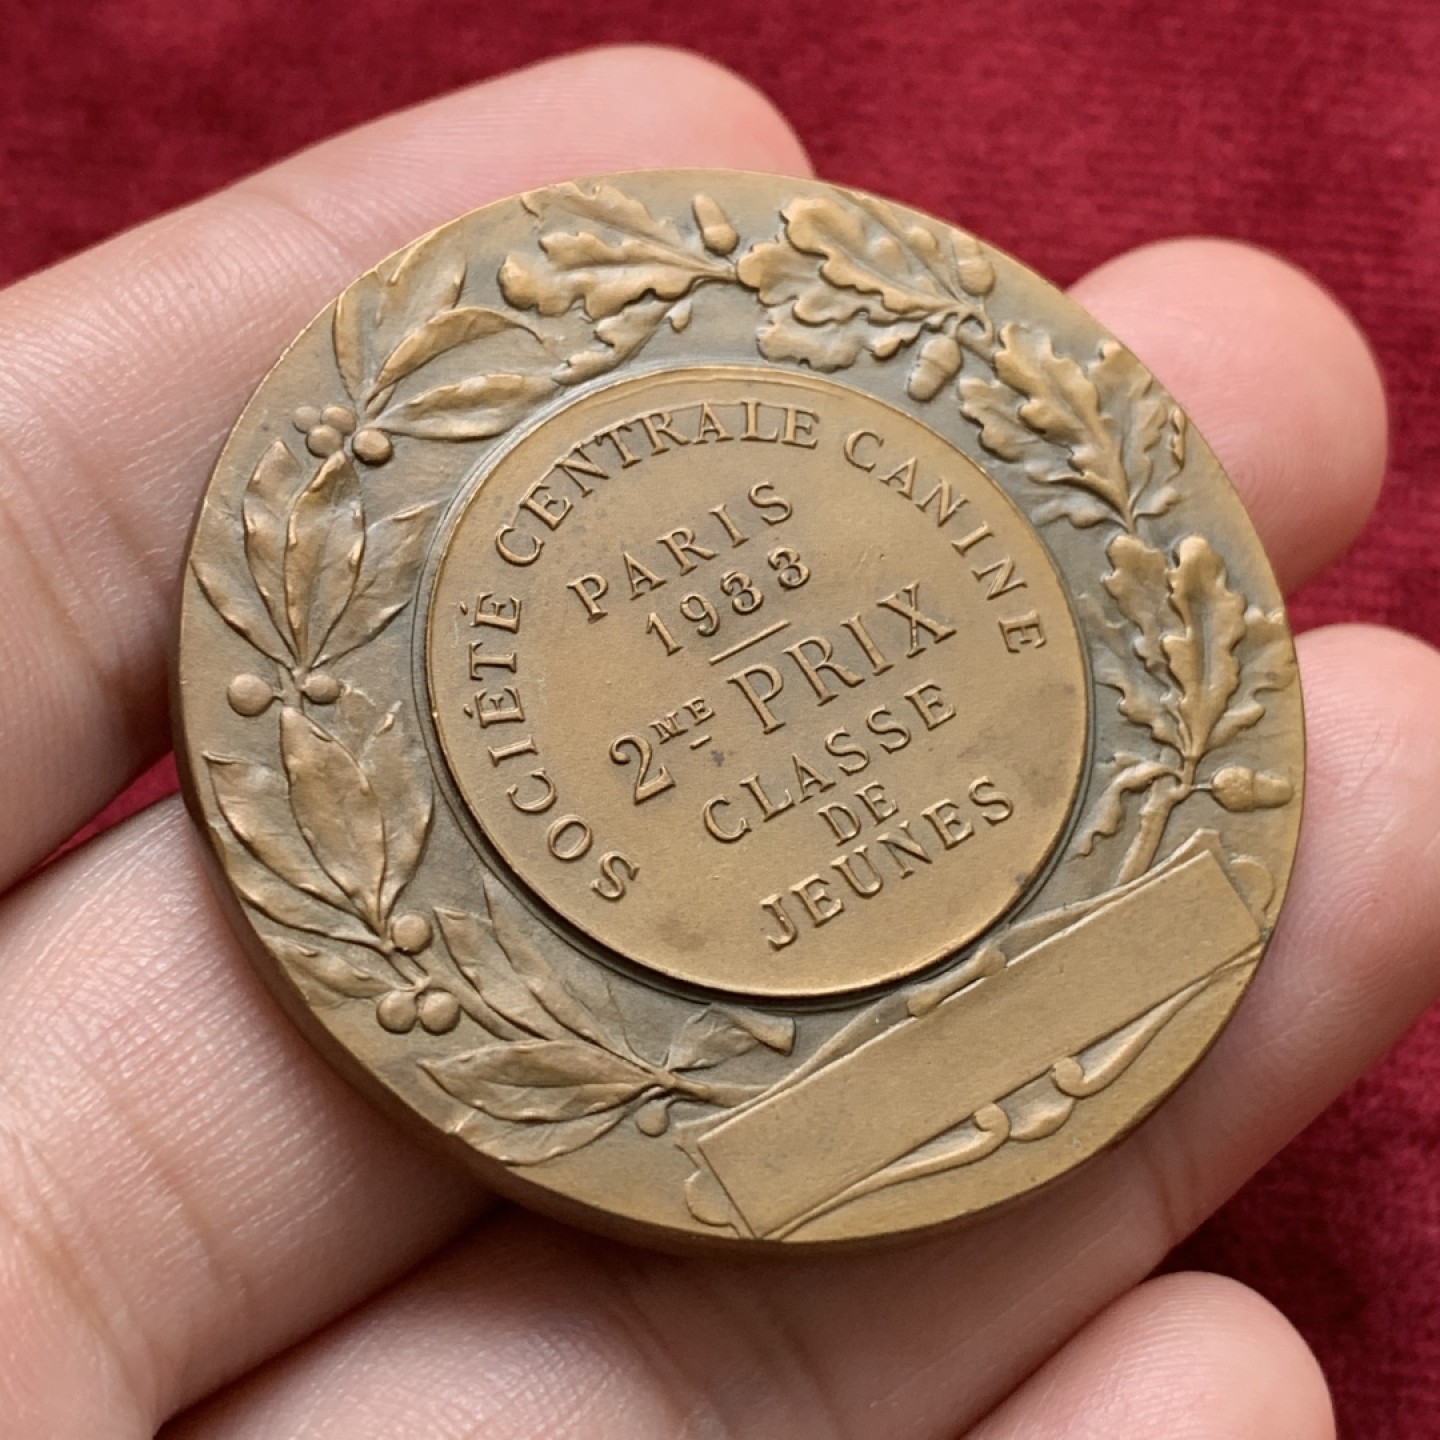 SOCIÉTÉ CENTRALE CANINE
PARIS
1933
2ME PRIX
CLASSE
DE
JEUNES